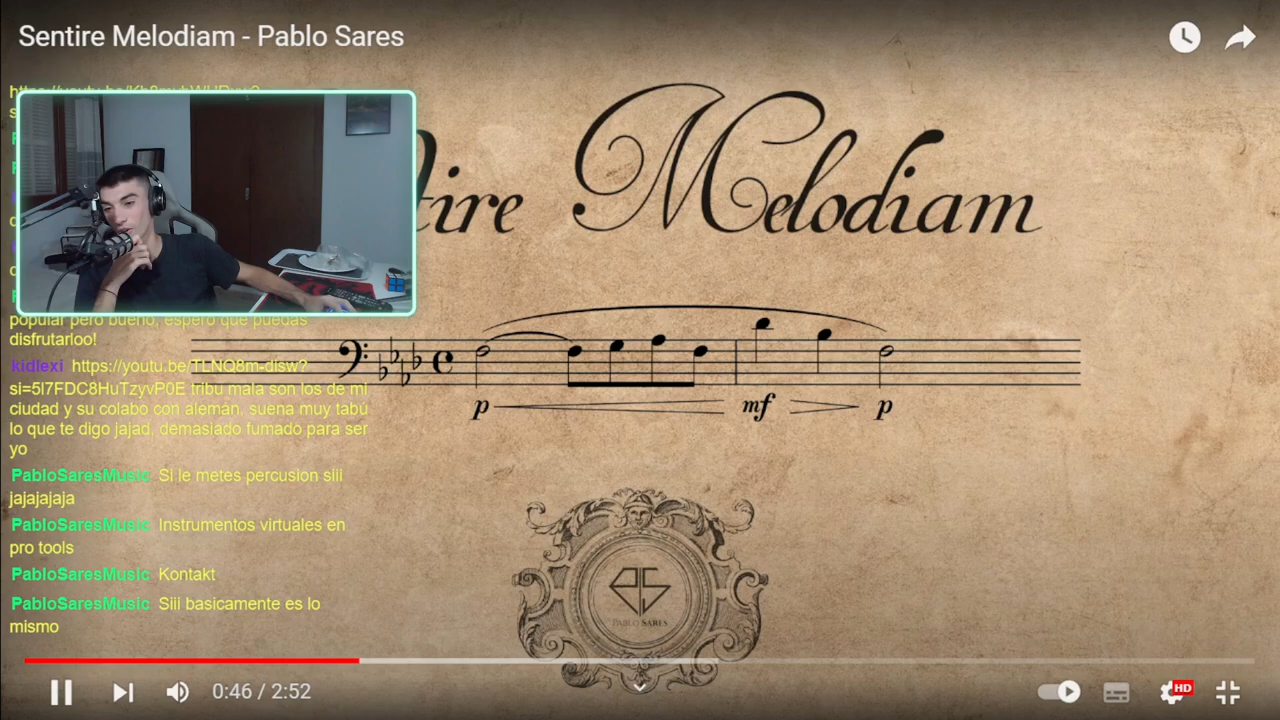 Sentire Melodiam - Pablo Sares
tire Melodiam
popular pero bueno, espero que puedas
disfrutarloo!
kidlexi https://youtu.be/TLNQ8m-disw?
si=5I7FDC8HuTzyvP0E tribu mala son los de mi
ciudad y su colabo con alemán, suena muy tabú
lo que te digo jajad, demasiado fumado para ser
yo
p mf p
PabloSaresMusic Si le metes percusion siii
jajajajaja
PabloSaresMusic Instrumentos virtuales en
pro tools
PabloSaresMusic Kontakt
PabloSaresMusic Siii basicamente es lo
mismo
PABLO SARES
0:46 / 2:52
HD